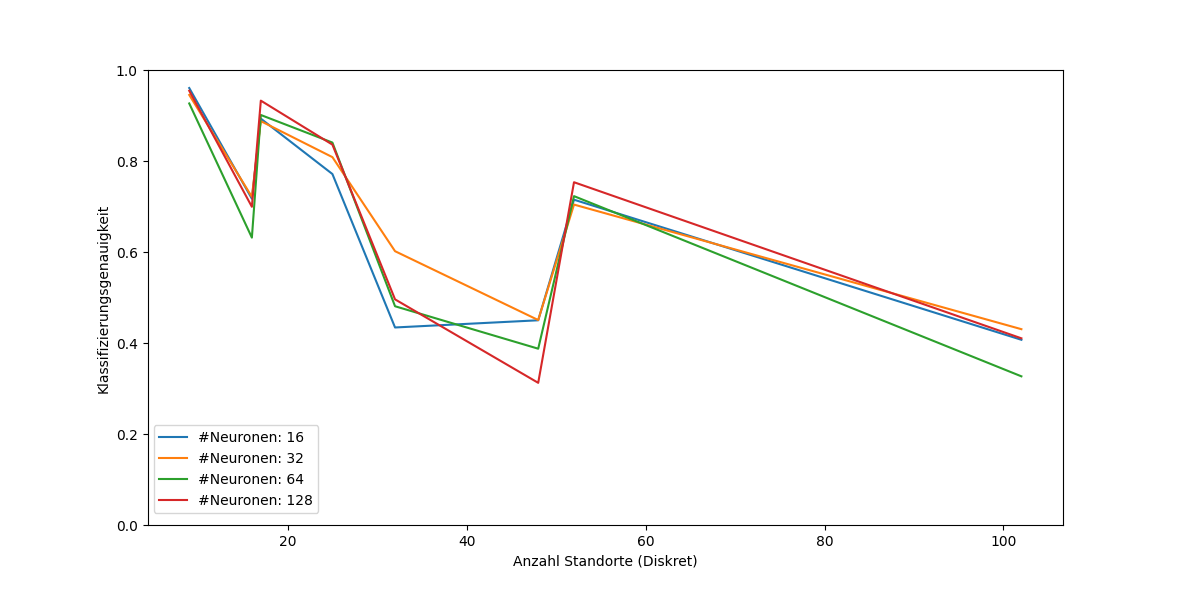 1.0
0.8
0.6
0.4
0.2
0.0
Klassifizierungsgenauigkeit
#Neuronen: 16
#Neuronen: 32
#Neuronen: 64
#Neuronen: 128
20 40 60 80 100
Anzahl Standorte (Diskret)